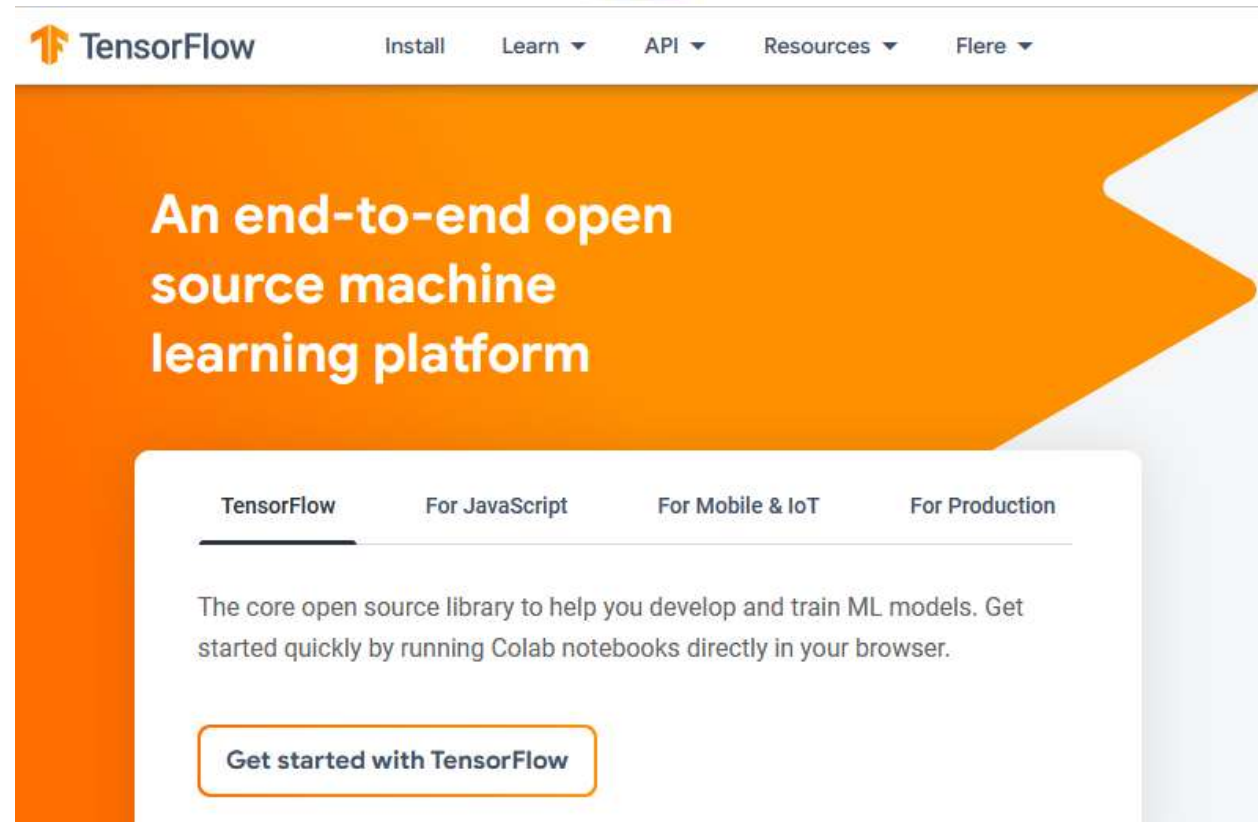 TensorFlow Install Learn API Resources Flere
An end-to-end open
source machine
learning platform
TensorFlow For JavaScript For Mobile & IoT For Production
The core open source library to help you develop and train ML models. Get
started quickly by running Colab notebooks directly in your browser.
Get started with TensorFlow